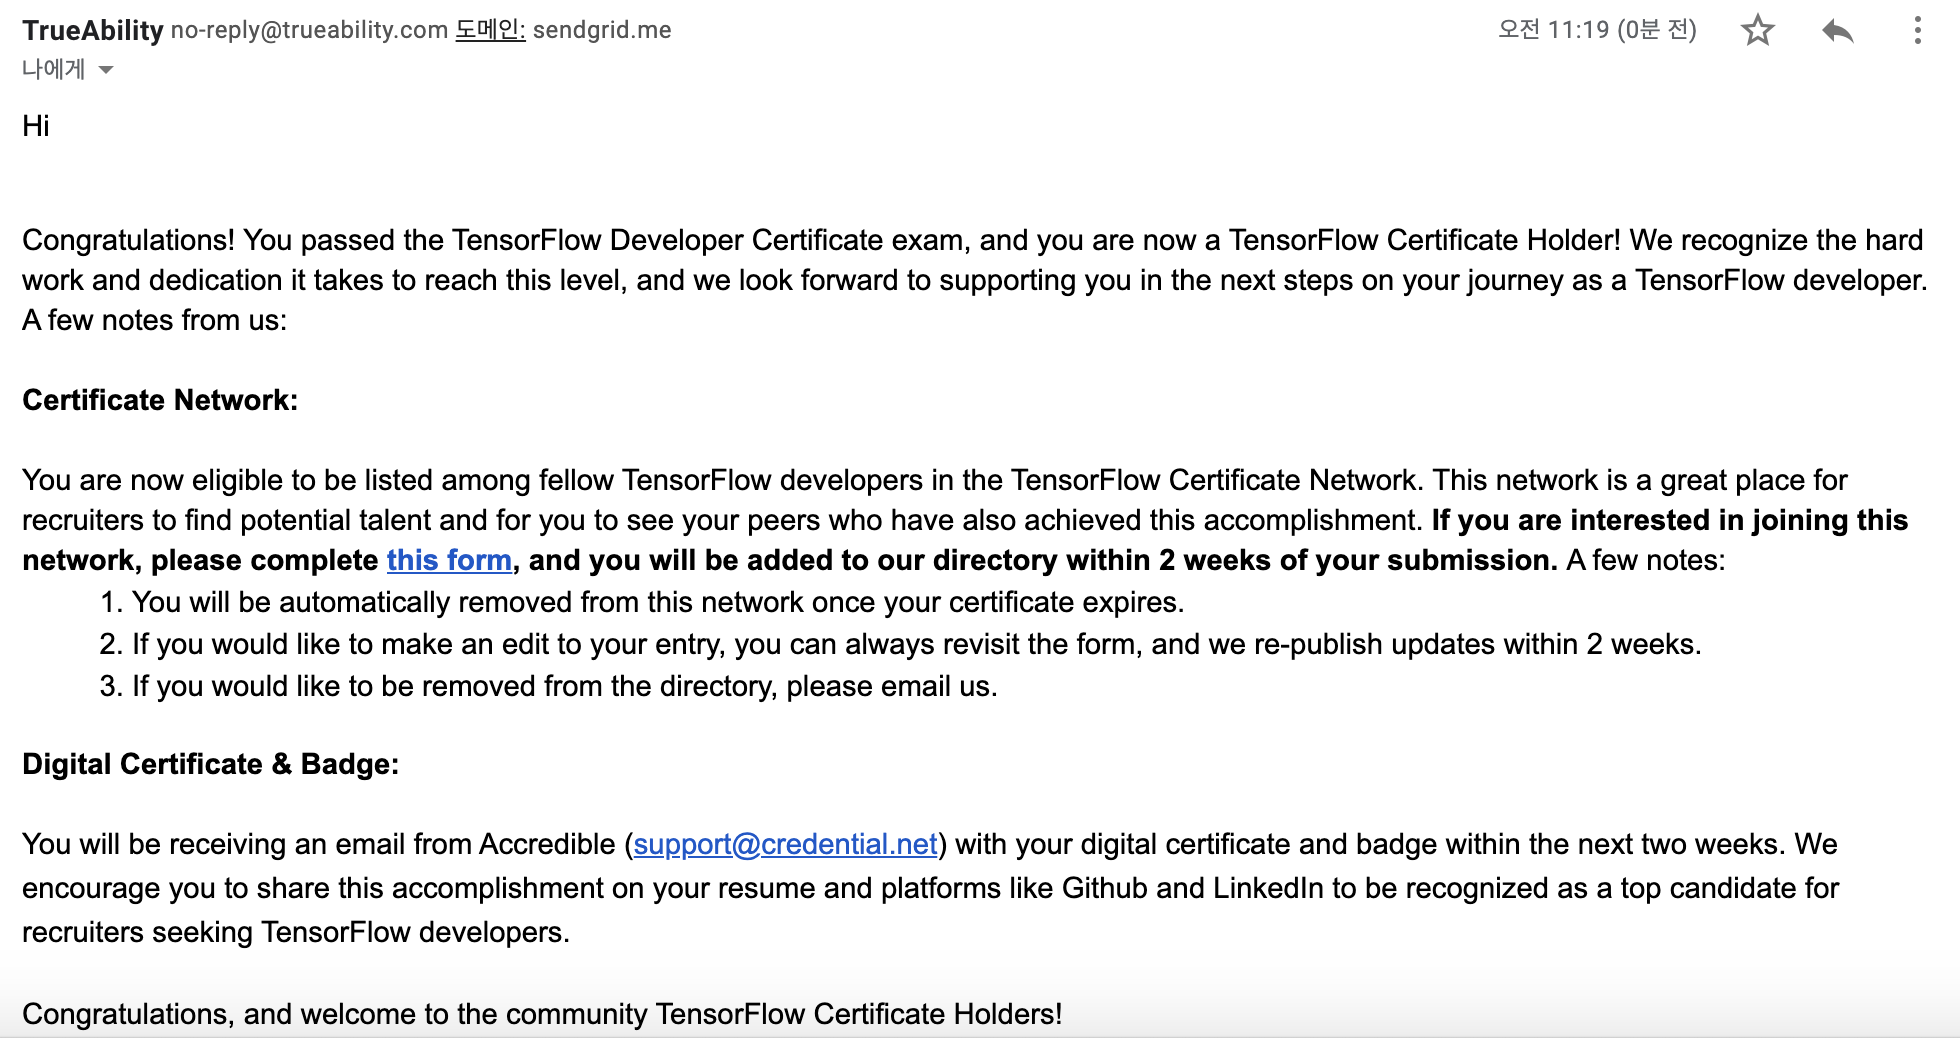 TrueAbility no-reply@trueability.com 도메인: sendgrid.me
오전 11:19 (0분 전)
나에게
Hi
Congratulations! You passed the TensorFlow Developer Certificate exam, and you are now a TensorFlow Certificate Holder! We recognize the hard
work and dedication it takes to reach this level, and we look forward to supporting you in the next steps on your journey as a TensorFlow developer.
A few notes from us:
Certificate Network:
You are now eligible to be listed among fellow TensorFlow developers in the TensorFlow Certificate Network. This network is a great place for
recruiters to find potential talent and for you to see your peers who have also achieved this accomplishment. If you are interested in joining this
network, please complete this form, and you will be added to our directory within 2 weeks of your submission. A few notes:
1. You will be automatically removed from this network once your certificate expires.
2. If you would like to make an edit to your entry, you can always revisit the form, and we re-publish updates within 2 weeks.
3. If you would like to be removed from the directory, please email us.
Digital Certificate & Badge:
You will be receiving an email from Accredible (support@credential.net) with your digital certificate and badge within the next two weeks. We
encourage you to share this accomplishment on your resume and platforms like Github and LinkedIn to be recognized as a top candidate for
recruiters seeking TensorFlow developers.
Congratulations, and welcome to the community TensorFlow Certificate Holders!